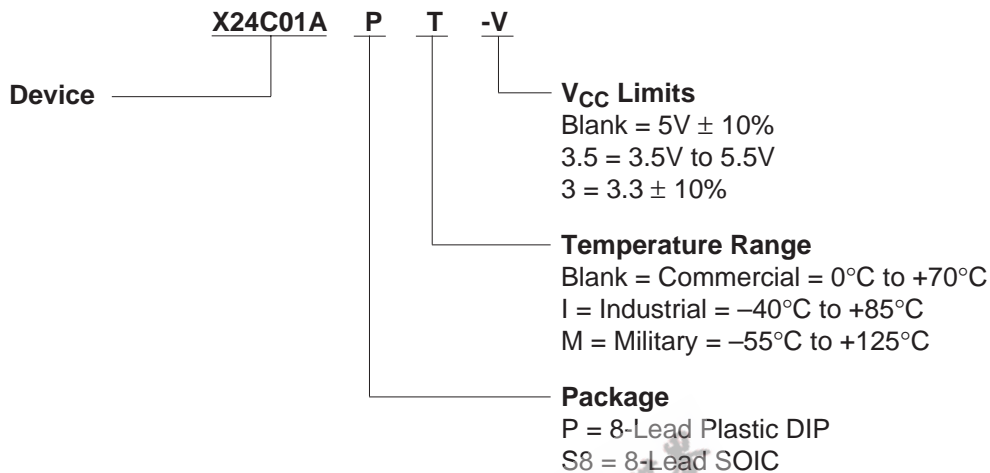 X24C01A P T -V
Device
VCC Limits
Blank = 5V ± 10%
3.5 = 3.5V to 5.5V
3 = 3.3 ± 10%
Temperature Range
Blank = Commercial = 0°C to +70°C
I = Industrial = –40°C to +85°C
M = Military = –55°C to +125°C
Package
P = 8-Lead Plastic DIP
S8 = 8-Lead SOIC